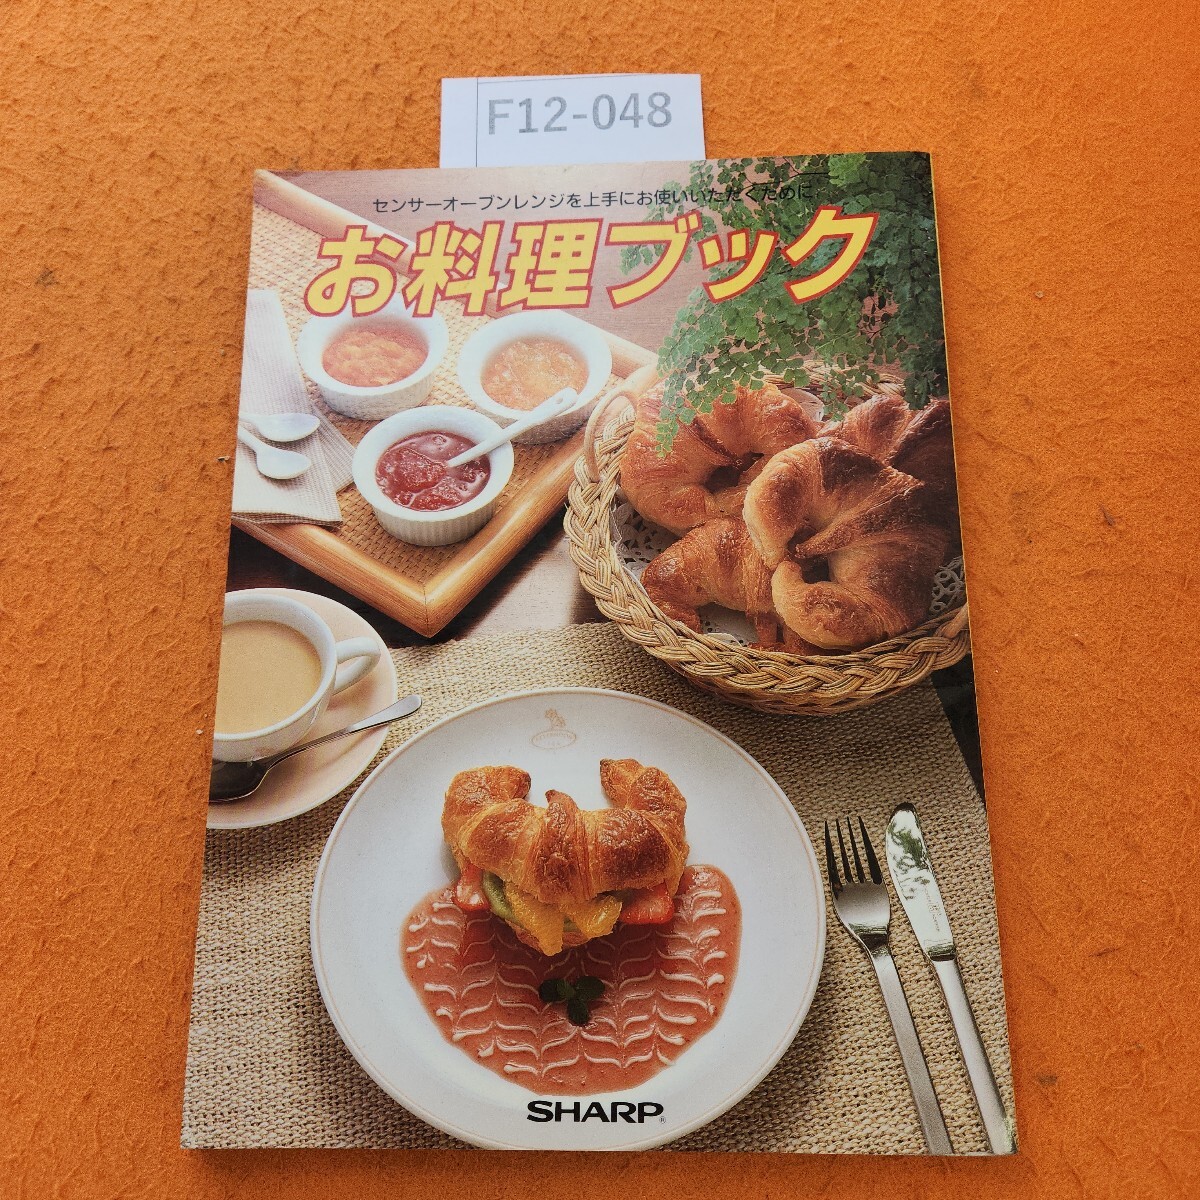 F12-048
センサーオーブンレンジを上手にお使いいただくために
お料理ブック
SHARP®